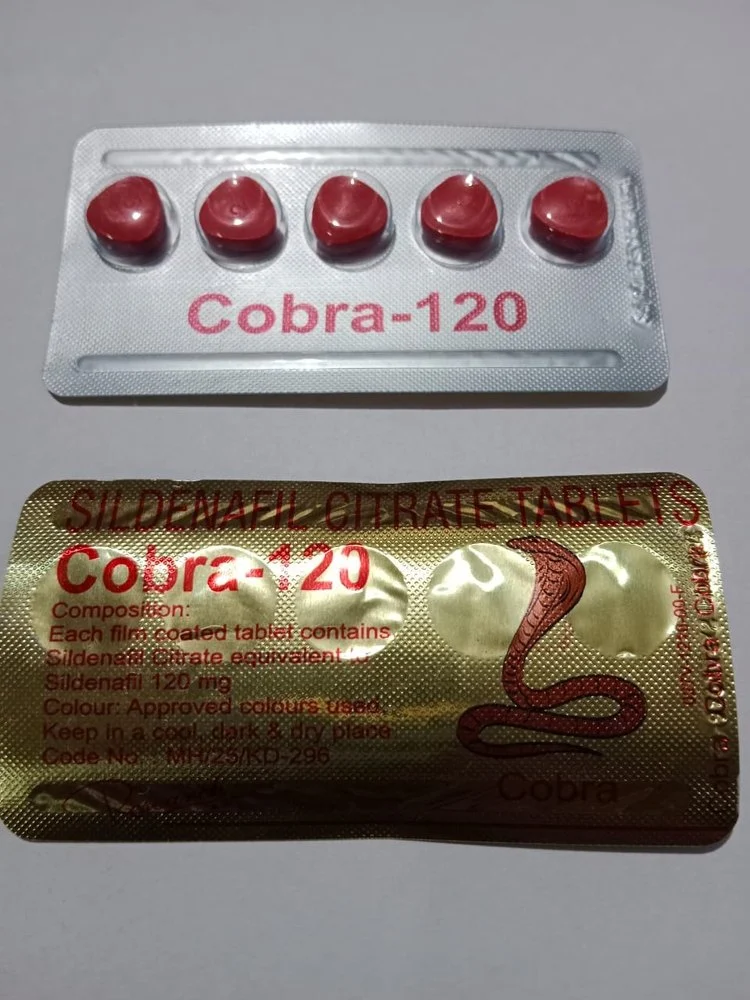 Cobra-120
SILDENAFIL CITRATE TABLETS
Cobra-120
Composition:
Each film coated tablet contains
Sildenafil Citrate equivalent to
Sildenafil 120 mg
Colour: Approved colours used.
Keep in a cool, dark & dry place
Code No. : MH/25/KD-296
Cobra